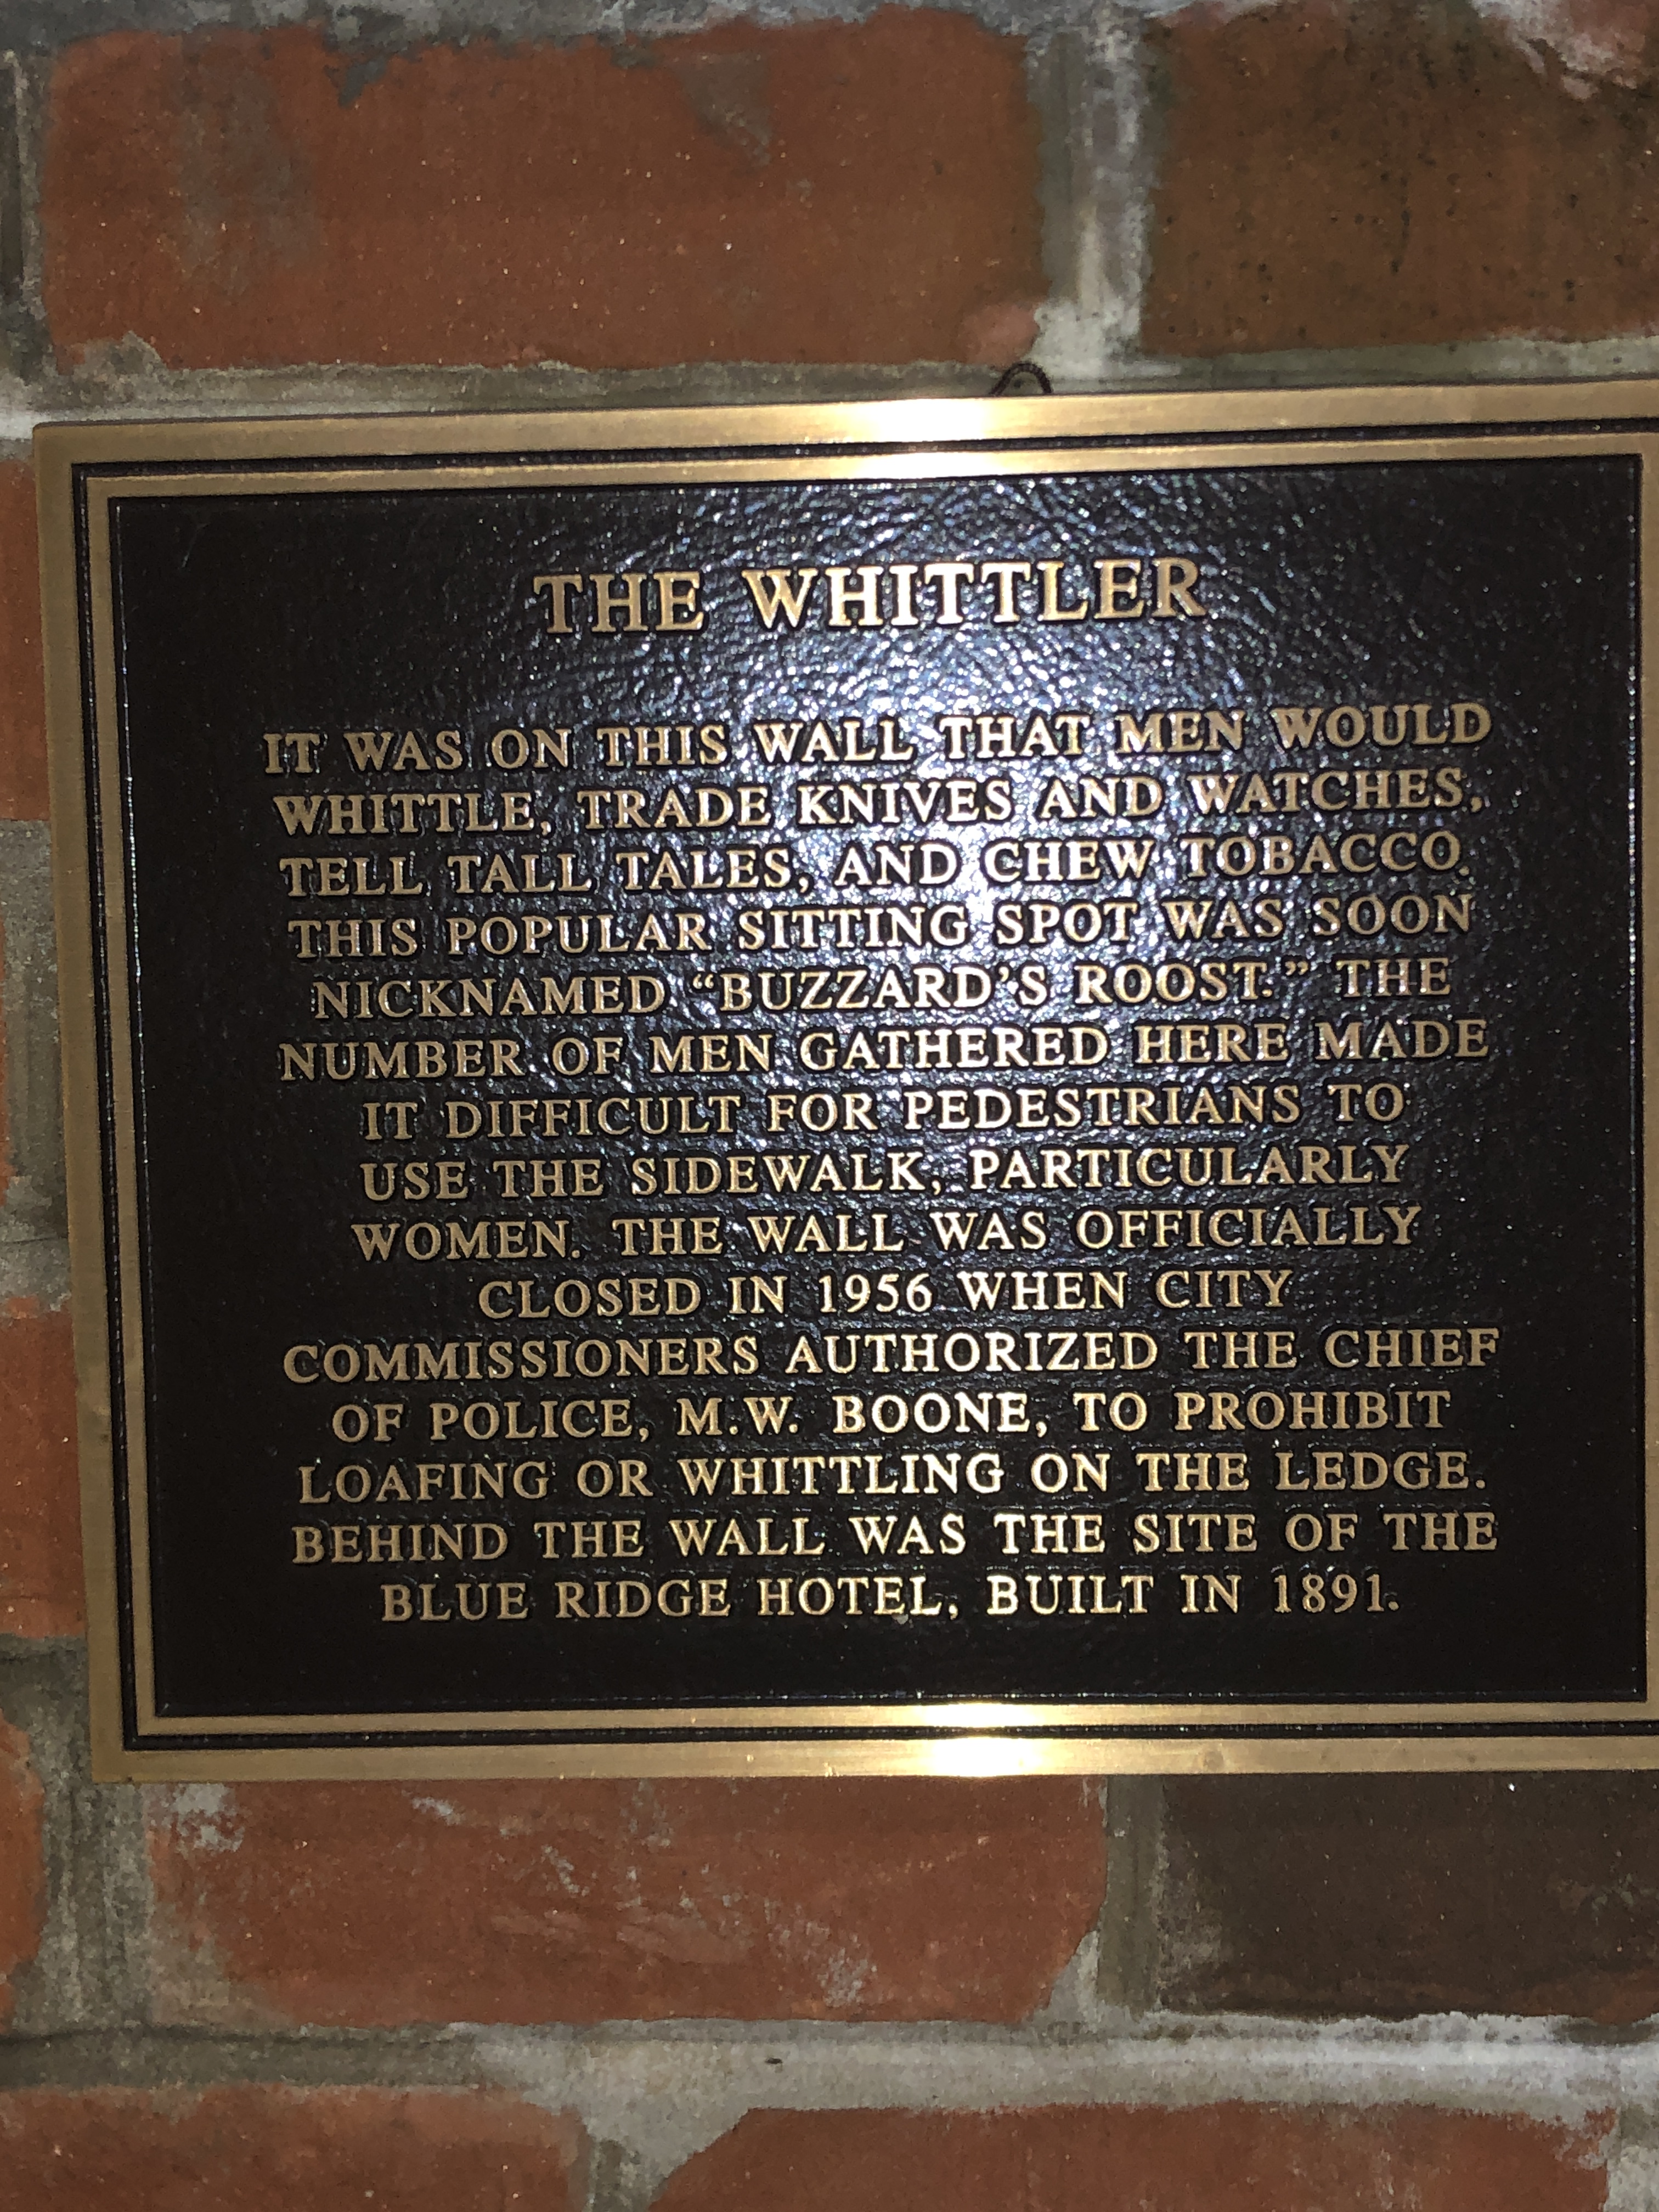 THE WHITTLER
IT WAS ON THIS WALL THAT MEN WOULD
WHITTLE, TRADE KNIVES AND WATCHES,
TELL TALL TALES, AND CHEW TOBACCO.
THIS POPULAR SITTING SPOT WAS SOON
NICKNAMED “BUZZARD’S ROOST.” THE
NUMBER OF MEN GATHERED HERE MADE
IT DIFFICULT FOR PEDESTRIANS TO
USE THE SIDEWALK, PARTICULARLY
WOMEN. THE WALL WAS OFFICIALLY
CLOSED IN 1956 WHEN CITY
COMMISSIONERS AUTHORIZED THE CHIEF
OF POLICE, M.W. BOONE, TO PROHIBIT
LOAFING OR WHITTLING ON THE LEDGE.
BEHIND THE WALL WAS THE SITE OF THE
BLUE RIDGE HOTEL, BUILT IN 1891.